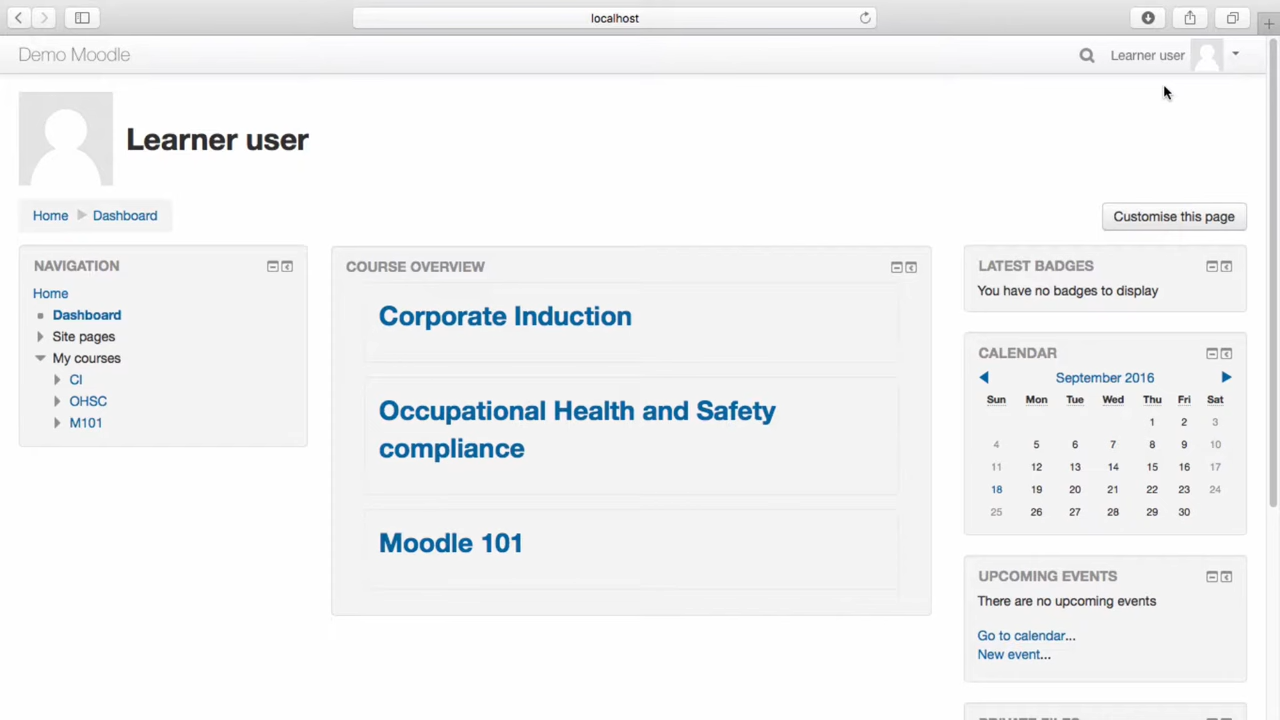 localhost
Demo Moodle
Learner user
Learner user
Home Dashboard
Customise this page
NAVIGATION
Home
Dashboard
Site pages
My courses
CI
OHSC
M101
COURSE OVERVIEW
Corporate Induction
Occupational Health and Safety
compliance
Moodle 101
LATEST BADGES
You have no badges to display
CALENDAR
September 2016
Sun Mon Tue Wed Thu Fri Sat
1 2 3
4 5 6 7 8 9 10
11 12 13 14 15 16 17
18 19 20 21 22 23 24
25 26 27 28 29 30
UPCOMING EVENTS
There are no upcoming events
Go to calendar...
New event...